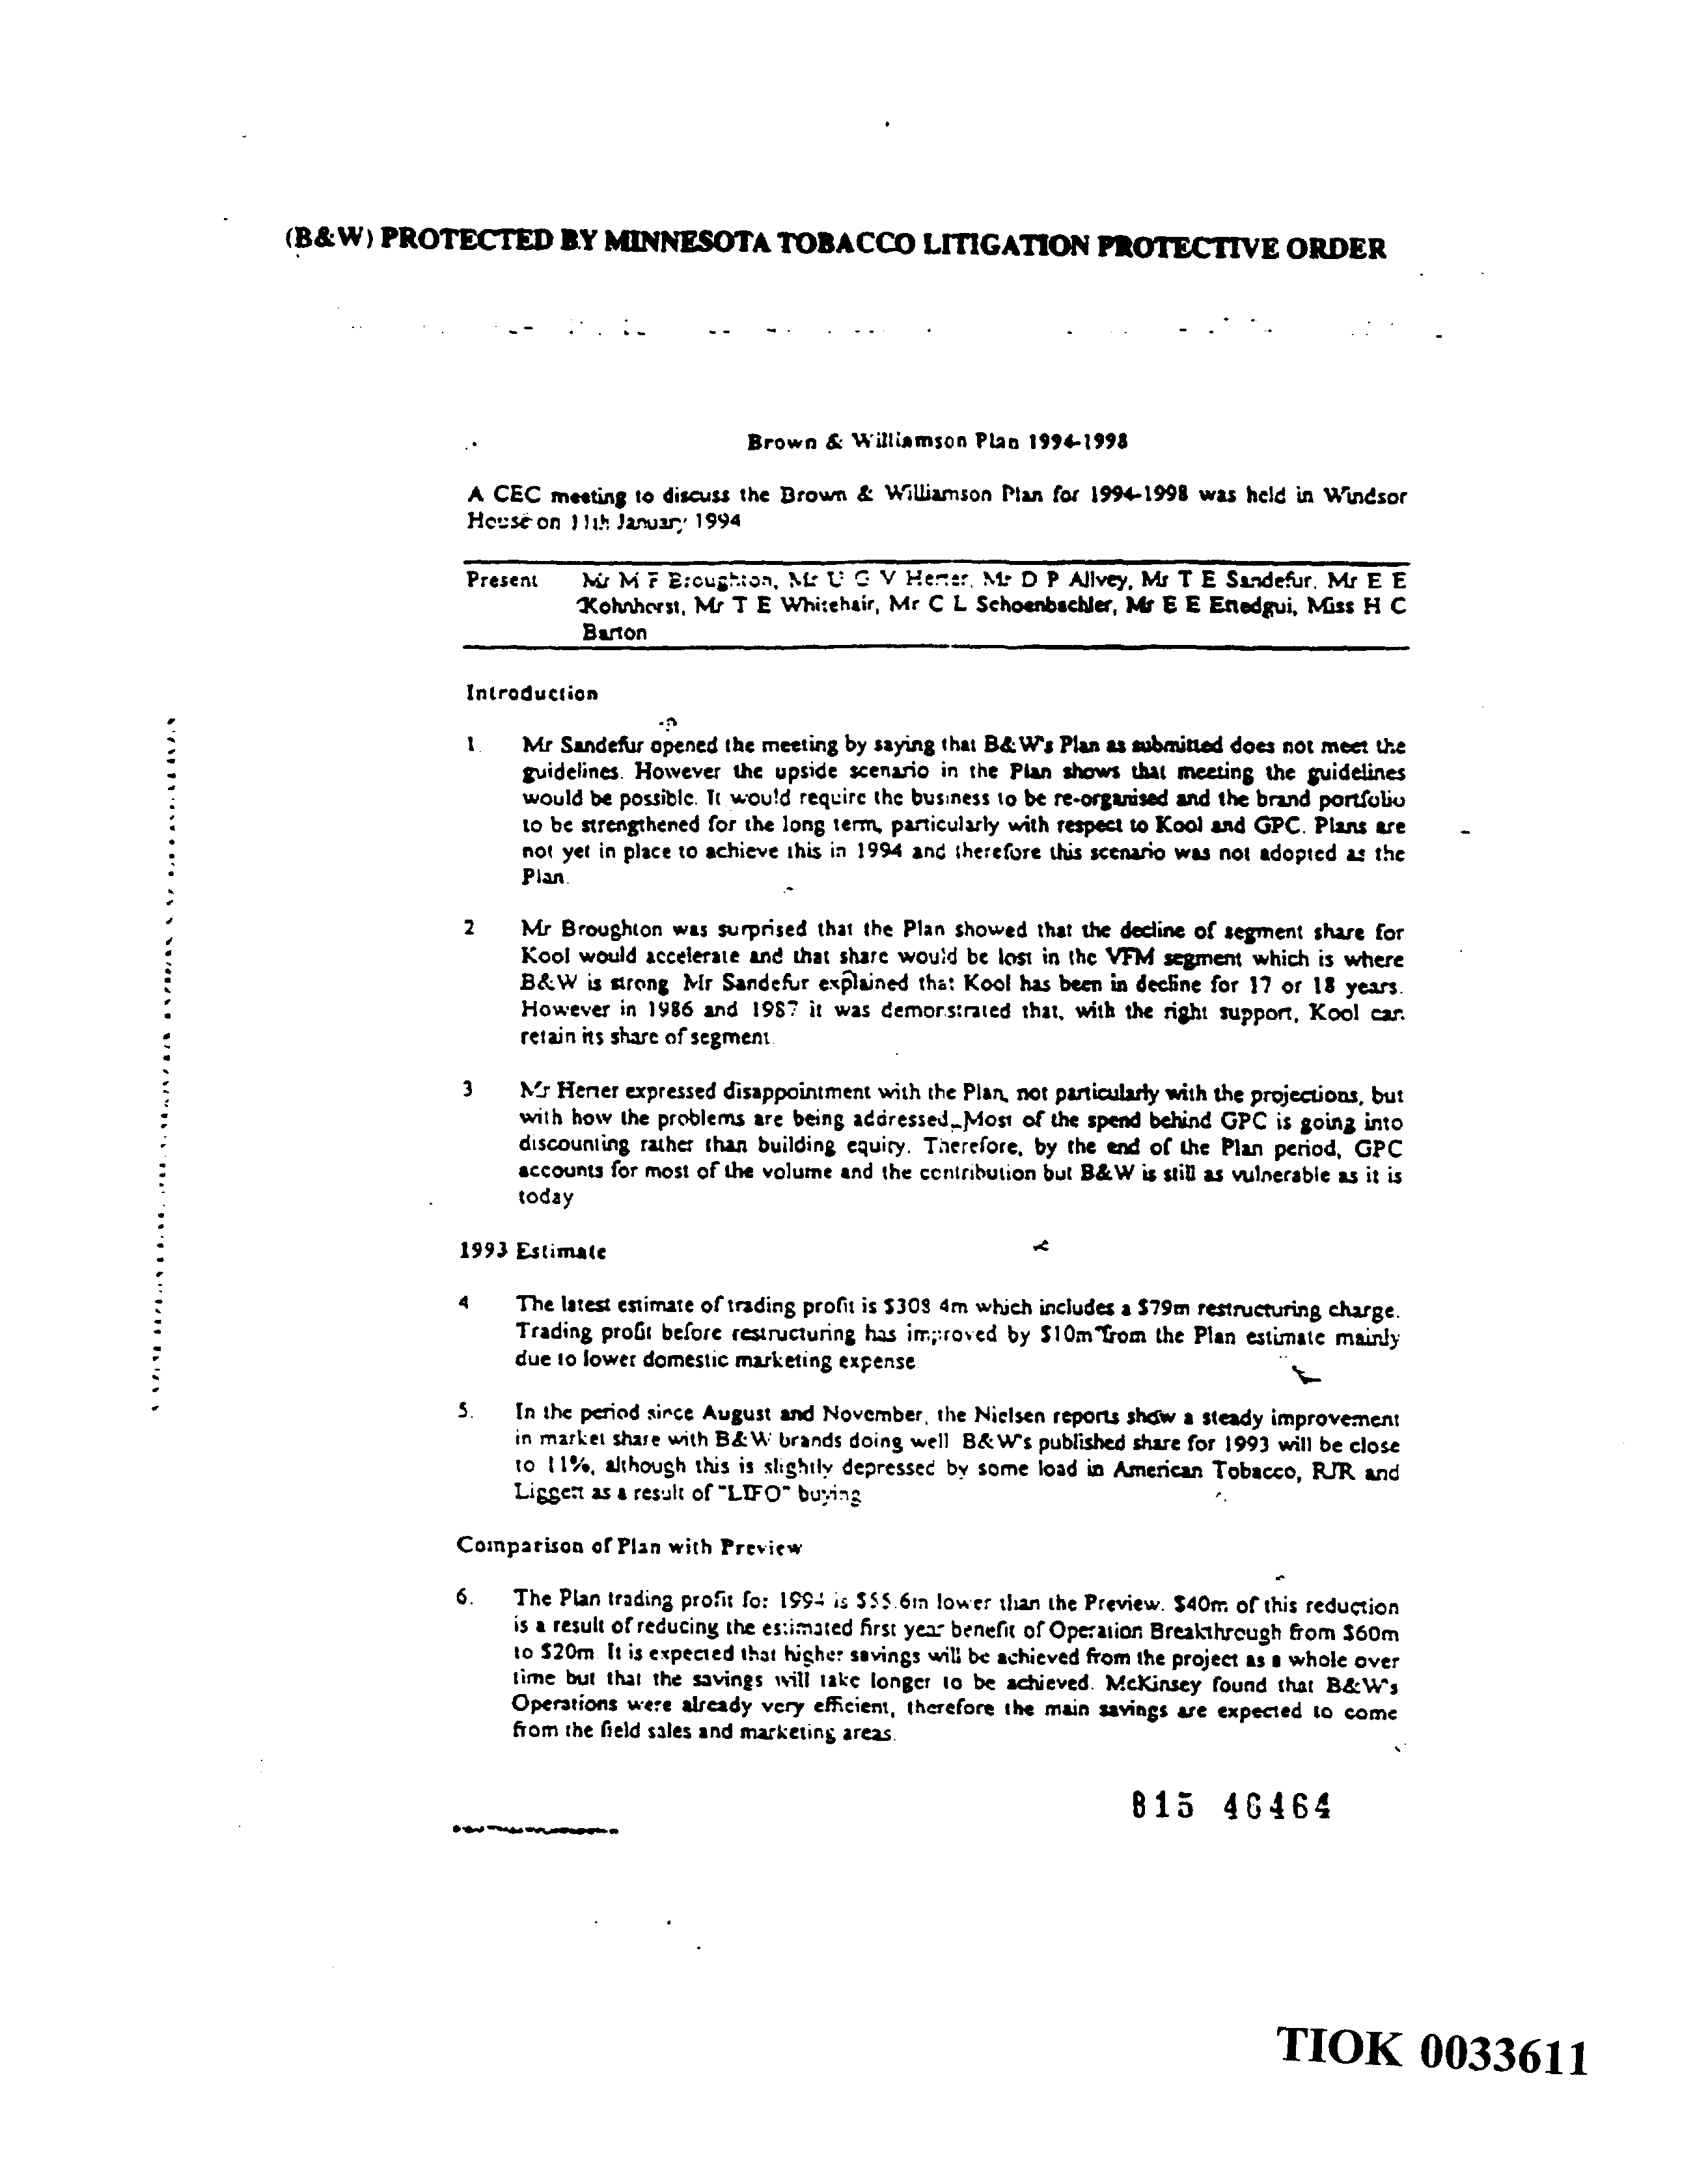 (B&W) PROTECTED BY MINNESOTA TOBACCO LITIGATION PROTECTIVE ORDER
Brown & Williamson Plan 1994-1998
A CEC meeting to discuss the Brown & Williamson Plan for 1994-1998 was held in Windsor
House on 11th January 1994
Present Mr M F Broughton, Mr U G V Herter, Mr D P Allvey, Mr T E Sandefur, Mr E E
Kohnhorst, Mr T E Whitehair, Mr C L Schoenbachler, Mr E E Ettedgui, Miss H C
Barton
Introduction
1. Mr Sandefur opened the meeting by saying that B&W's Plan as submitted does not meet the
guidelines. However the upside scenario in the Plan shows that meeting the guidelines
would be possible. It would require the business to be re-organised and the brand portfolio
to be strengthened for the long term, particularly with respect to Kool and GPC. Plans are
not yet in place to achieve this in 1994 and therefore this scenario was not adopted as the
Plan.
2 Mr Broughton was surprised that the Plan showed that the decline of segment share for
Kool would accelerate and that share would be lost in the VFM segment which is where
B&W is strong Mr Sandefur explained that Kool has been in decline for 17 or 18 years.
However in 1986 and 1987 it was demonstrated that, with the right support, Kool can
retain its share of segment.
3 Mr Herter expressed disappointment with the Plan, not particularly with the projections, but
with how the problems are being addressed. Most of the spend behind GPC is going into
discounting rather than building equity. Therefore, by the end of the Plan period, GPC
accounts for most of the volume and the contribution but B&W is still as vulnerable as it is
today
1993 Estimate
4 The latest estimate of trading profit is $308 4m which includes a $79m restructuring charge.
Trading profit before restructuring has improved by $10m from the Plan estimate mainly
due to lower domestic marketing expense
5. In the period since August and November, the Nielsen reports show a steady improvement
in market share with B&W brands doing well B&W's published share for 1993 will be close
to 11%, although this is slightly depressed by some load in American Tobacco, RJR and
Liggett as a result of "LIFO" buying
Comparison of Plan with Preview
6. The Plan trading profit for 1994 is $55.6m lower than the Preview. $40m of this reduction
is a result of reducing the estimated first year benefit of Operation Breakthrough from $60m
to $20m It is expected that higher savings will be achieved from the project as a whole over
time but that the savings will take longer to be achieved. McKinsey found that B&W's
Operations were already very efficient, therefore the main savings are expected to come
from the field sales and marketing areas.
815 46464
TIOK 0033611